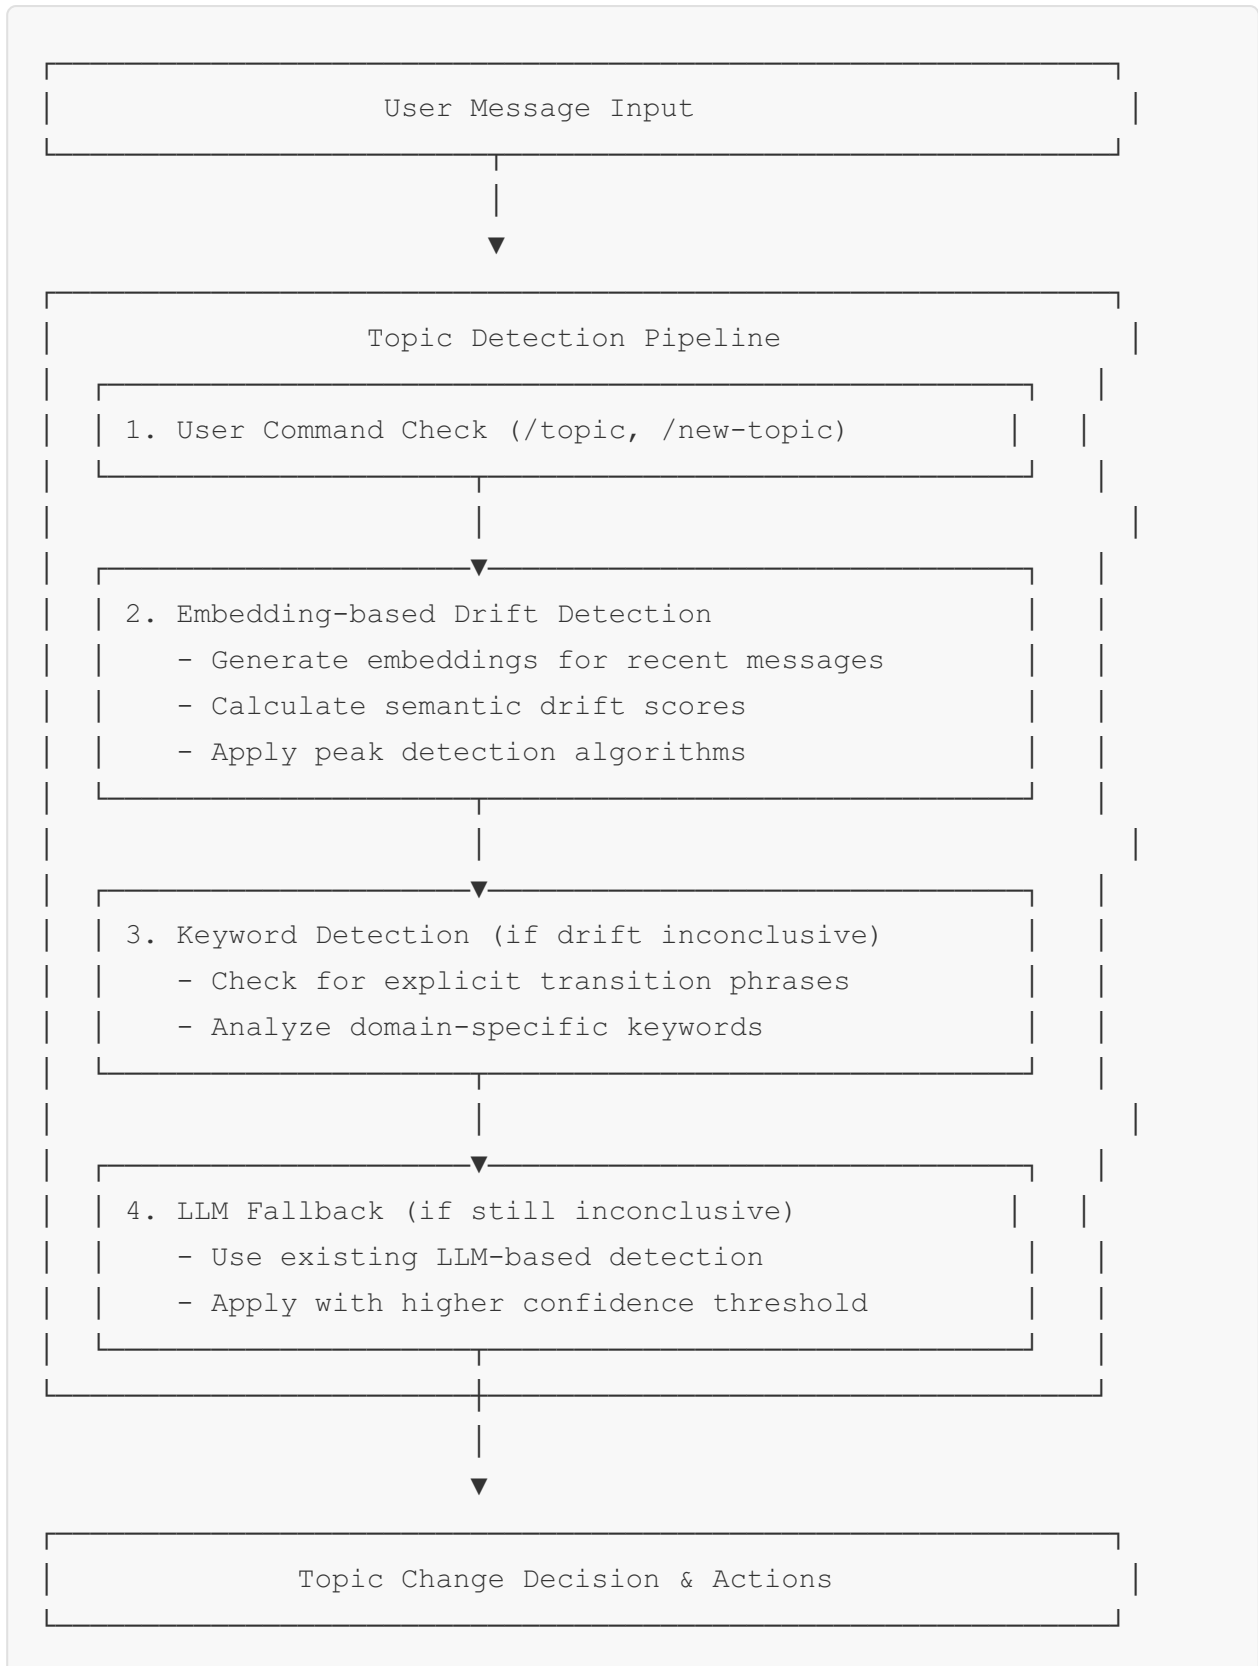 User Message Input
Topic Detection Pipeline
1. User Command Check (/topic, /new-topic)
2. Embedding-based Drift Detection
- Generate embeddings for recent messages
- Calculate semantic drift scores
- Apply peak detection algorithms
3. Keyword Detection (if drift inconclusive)
- Check for explicit transition phrases
- Analyze domain-specific keywords
4. LLM Fallback (if still inconclusive)
- Use existing LLM-based detection
- Apply with higher confidence threshold
Topic Change Decision & Actions